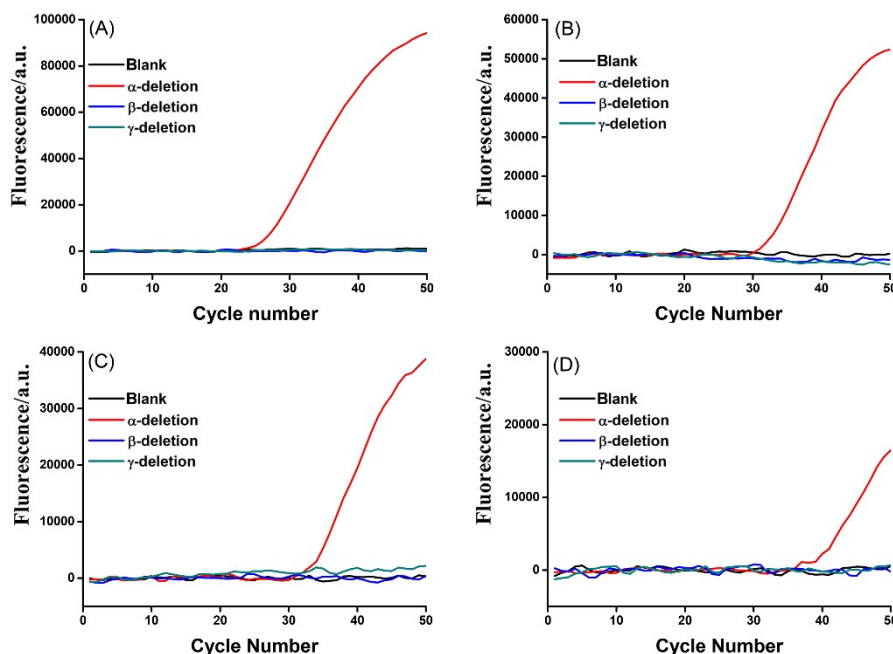 (A)
Fluorescence/a.u.
100000
80000
60000
40000
20000
0
Blank
α-deletion
β-deletion
γ-deletion
0 10 20 30 40 50
Cycle number
(B)
Fluorescence/a.u.
60000
50000
40000
30000
20000
10000
0
Blank
α-deletion
β-deletion
γ-deletion
0 10 20 30 40 50
Cycle number
(C)
Fluorescence/a.u.
40000
30000
20000
10000
0
Blank
α-deletion
β-deletion
γ-deletion
0 10 20 30 40 50
Cycle Number
(D)
Fluorescence/a.u.
30000
20000
10000
0
Blank
α-deletion
β-deletion
γ-deletion
0 10 20 30 40 50
Cycle Number